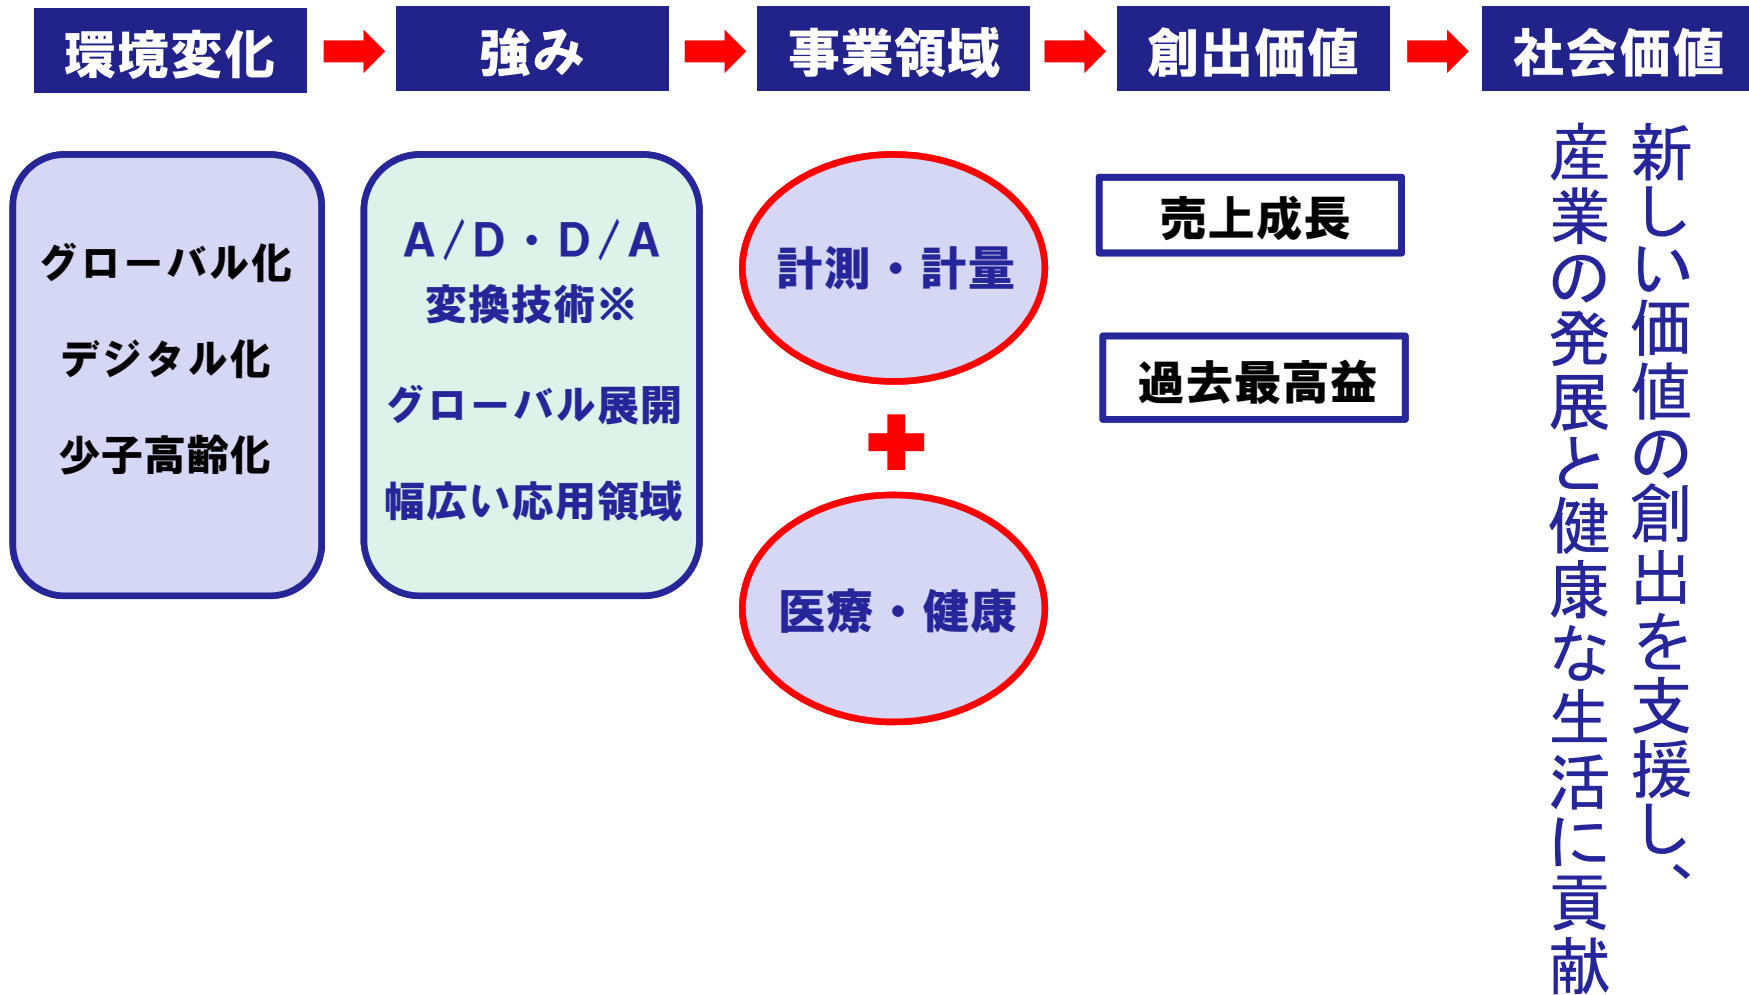 環境変化
強み
事業領域
創出価値
社会価値
グローバル化
デジタル化
少子高齢化
A/D・D/A
変換技術※
グローバル展開
幅広い応用領域
計測・計量
医療・健康
売上成長
過去最高益
新しい価値の創出を支援し、
産業の発展と健康な生活に貢献